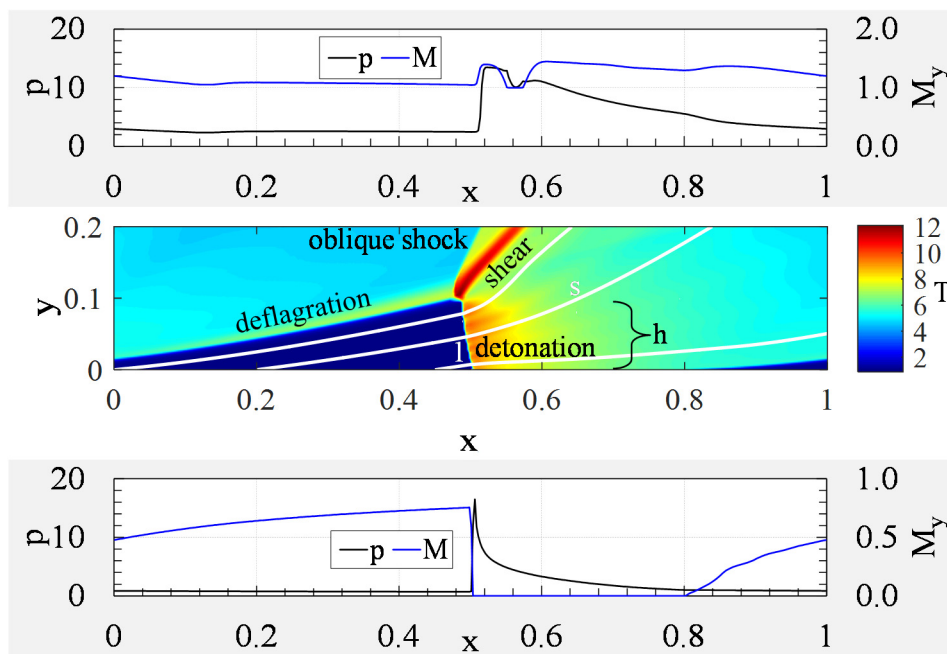 20 2.0
p M
p 10 1.0 M_y
0 0.0
0 0.2 0.4 0.6 0.8 1
x
0.2 oblique shock shear 12
s 10
y 0.1 deflagration 8 T
h 6
l detonation 4
0 2
0 0.2 0.4 0.6 0.8 1
x
20 1.0
p 10 p M 0.5 M_y
0 0.0
0 0.2 0.4 0.6 0.8 1
x